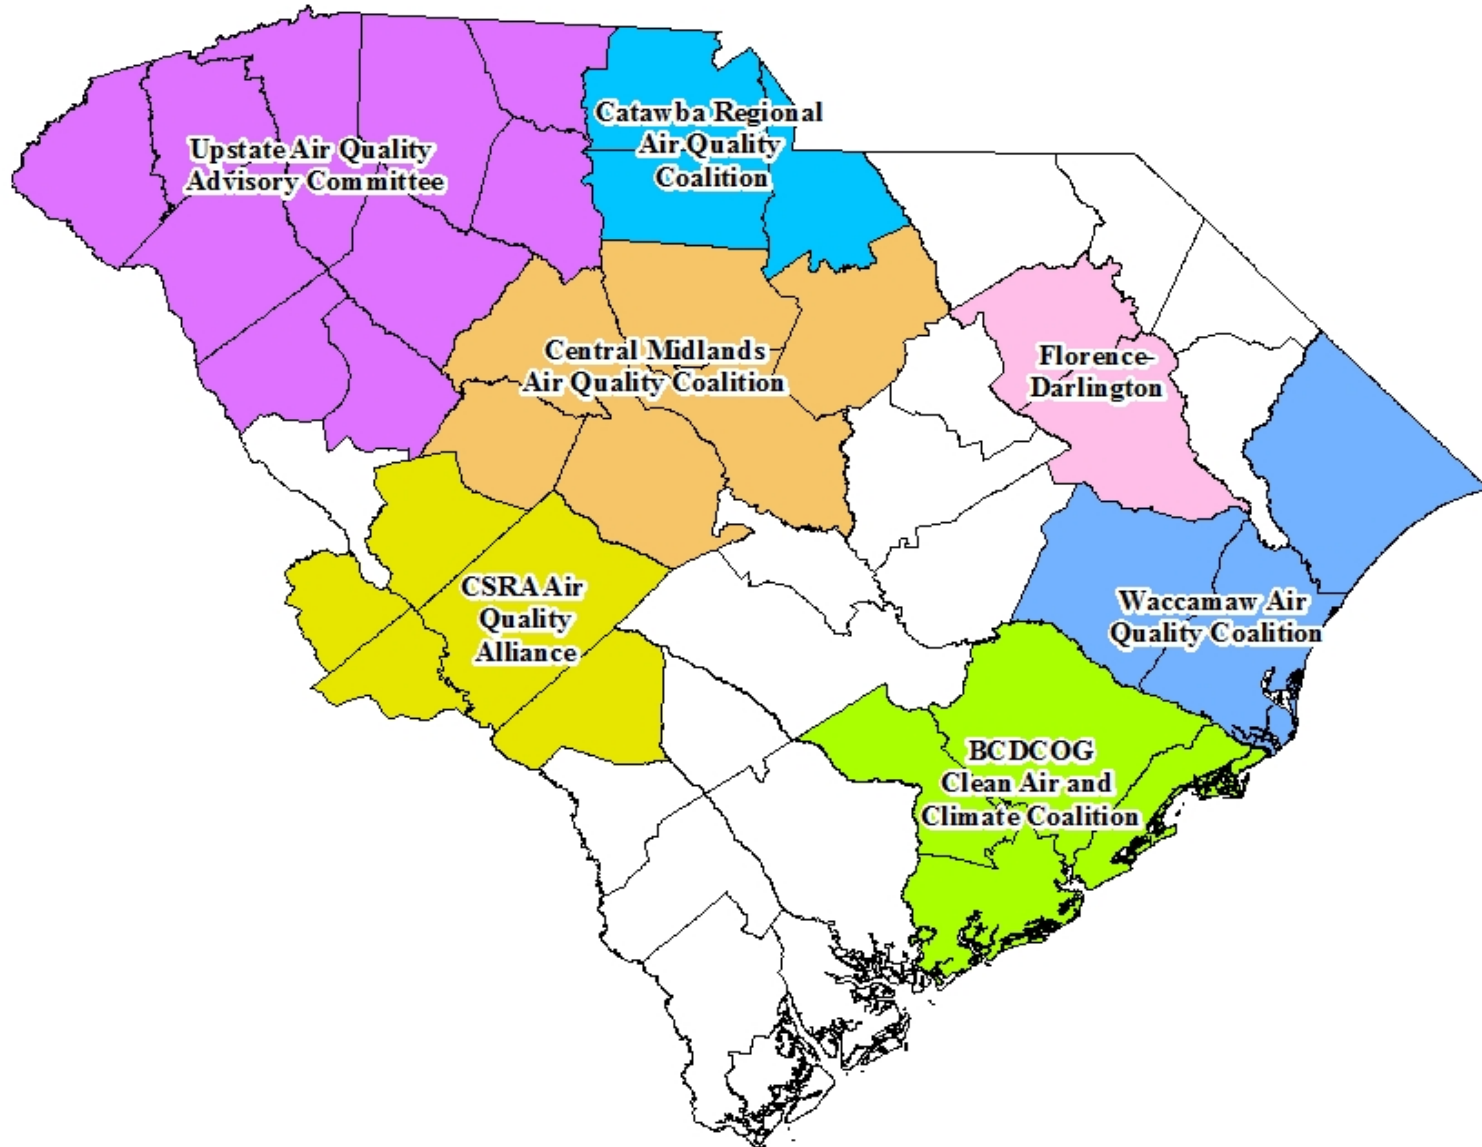 Catawba Regional
Air Quality
Coalition
Upstate Air Quality
Advisory Committee
Central Midlands
Air Quality Coalition
Florence-
Darlington
CSRA Air
Quality
Alliance
Waccamaw Air
Quality Coalition
BCDCOG
Clean Air and
Climate Coalition